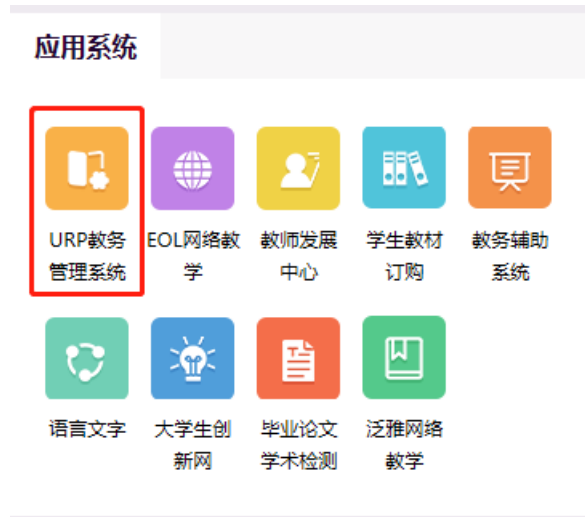 应用系统
URP教务 EOL网络教 教师发展 学生教材 教务辅助
管理系统 学 中心 订购 系统
语言文字 大学生创 毕业论文 泛雅网络
新网 学术检测 教学